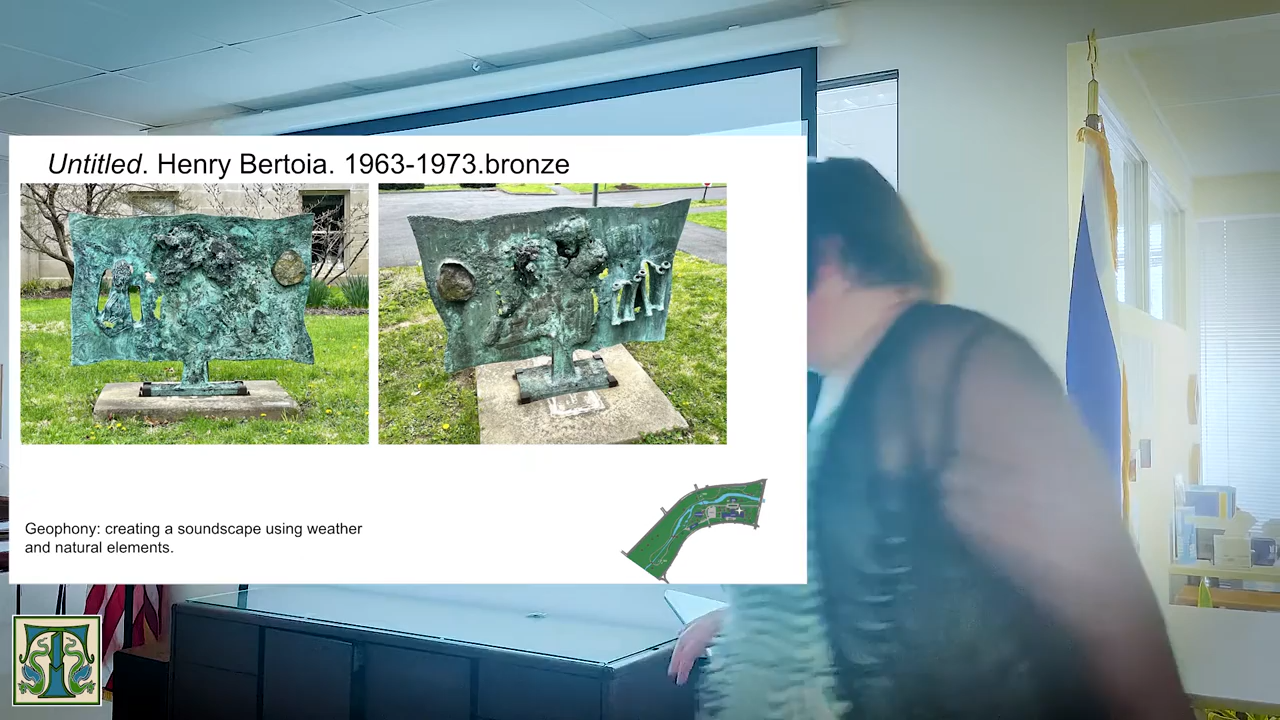 Untitled. Henry Bertoia. 1963-1973.bronze
Geophony: creating a soundscape using weather
and natural elements.
T